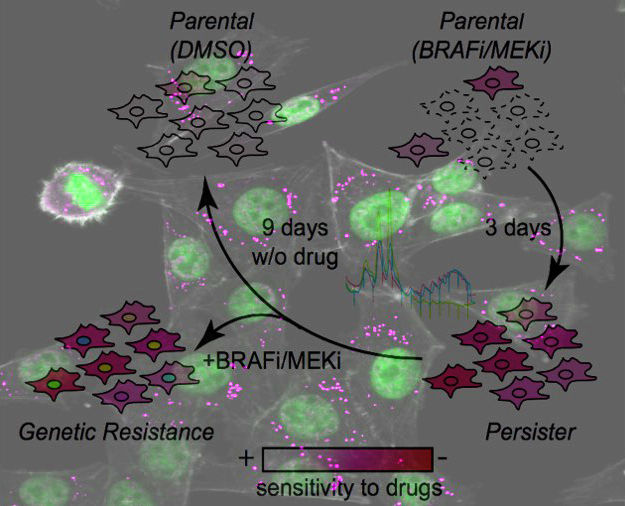 Parental
(DMSO)
Parental
(BRAFi/MEKi)
9 days
w/o drug
3 days
+BRAFi/MEKi
Genetic Resistance
Persister
+
-
sensitivity to drugs